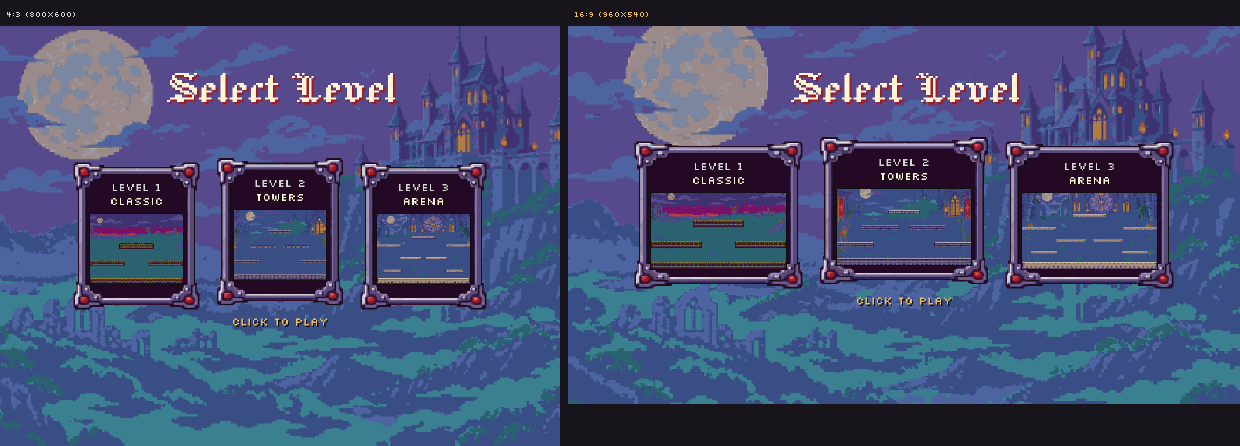 4:3 (800X600)
Select Level
LEVEL 1
CLASSIC
LEVEL 2
TOWERS
LEVEL 3
ARENA
CLICK TO PLAY
16:9 (960X540)
Select Level
LEVEL 1
CLASSIC
LEVEL 2
TOWERS
LEVEL 3
ARENA
CLICK TO PLAY